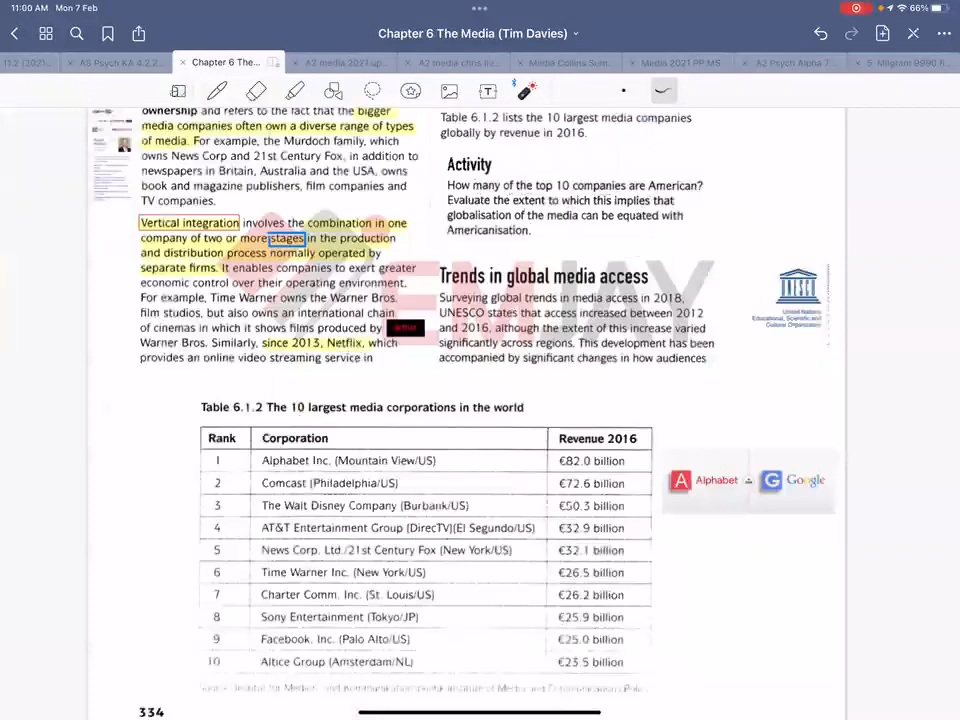 11:00 AM Mon 7 Feb
66%
Chapter 6 The Media (Tim Davies)
11.2 (2021...
AS Psych KA 4.2.2...
Chapter 6 The...
A2 media 2021 up...
Media Collins Sum...
Media 2021 PP MS
A2 Psych Alpha 7...
5. Milgram 9990
ownership and refers to the fact that the bigger
media companies often own a diverse range of types
of media. For example, the Murdoch family, which
owns News Corp and 21st Century Fox, in addition to
newspapers in Britain, Australia and the USA, owns
book and magazine publishers, film companies and
TV companies.
Vertical integration involves the combination in one
company of two or more stages in the production
and distribution process normally operated by
separate firms. It enables companies to exert greater
economic control over their operating environment.
For example, Time Warner owns the Warner Bros.
film studios, but also owns an international chain
of cinemas in which it shows films produced by
Warner Bros. Similarly, since 2013, Netflix, which
provides an online video streaming service in
Table 6.1.2 lists the 10 largest media companies
globally by revenue in 2016.
Activity
How many of the top 10 companies are American?
Evaluate the extent to which this implies that
globalisation of the media can be equated with
Americanisation.
Trends in global media access
Surveying global trends in media access in 2018,
UNESCO states that access increased between 2012
and 2016, although the extent of this increase varied
significantly across regions. This development has been
accompanied by significant changes in how audiences
EMJAY
UNESCO
United Nations
Educational, Scientific and
Cultural Organization
Table 6.1.2 The 10 largest media corporations in the world
Rank Corporation Revenue 2016
1 Alphabet Inc. (Mountain View/US) €82.0 billion
2 Comcast (Philadelphia/US) €72.6 billion
3 The Walt Disney Company (Burbank/US) €50.3 billion
4 AT&T Entertainment Group [DirecTV](El Segundo/US) €32.9 billion
5 News Corp. Ltd./21st Century Fox (New York/US) €32.1 billion
6 Time Warner Inc. (New York/US) €26.5 billion
7 Charter Comm. Inc. (St. Louis/US) €26.2 billion
8 Sony Entertainment (Tokyo/JP) €25.9 billion
9 Facebook, Inc. (Palo Alto/US) €25.0 billion
10 Altice Group (Amsterdam/NL) €23.5 billion
A Alphabet
G Google
334